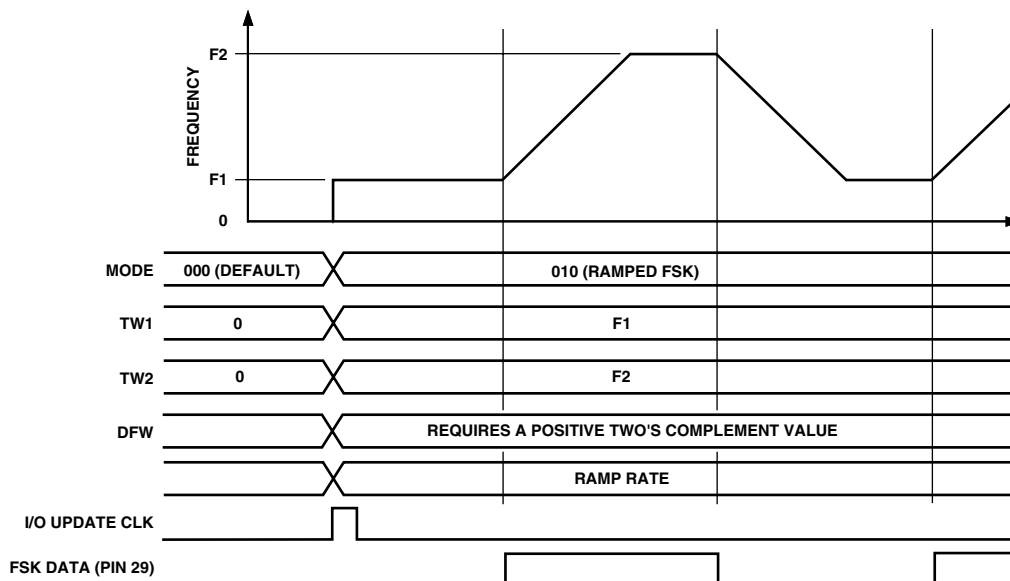 F2
FREQUENCY
F1
0
MODE
000 (DEFAULT)
010 (RAMPED FSK)
TW1
0
F1
TW2
0
F2
DFW
REQUIRES A POSITIVE TWO'S COMPLEMENT VALUE
RAMP RATE
I/O UPDATE CLK
FSK DATA (PIN 29)